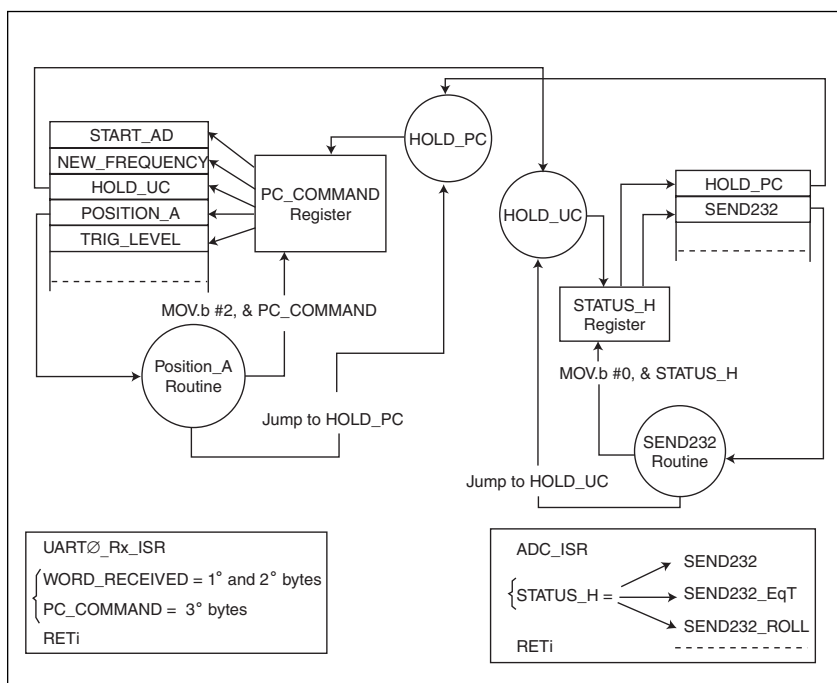 START_AD
NEW_FREQUENCY
HOLD_UC
POSITION_A
TRIG_LEVEL
PC_COMMAND
Register
HOLD_PC
HOLD_UC
HOLD_PC
SEND232
STATUS_H
Register
MOV.b #2, & PC_COMMAND
Position_A
Routine
Jump to HOLD_PC
MOV.b #0, & STATUS_H
SEND232
Routine
Jump to HOLD_UC
UARTØ_Rx_ISR
WORD_RECEIVED = 1° and 2° bytes
PC_COMMAND = 3° bytes
RETi
ADC_ISR
STATUS_H =
SEND232
SEND232_EqT
SEND232_ROLL
RETi